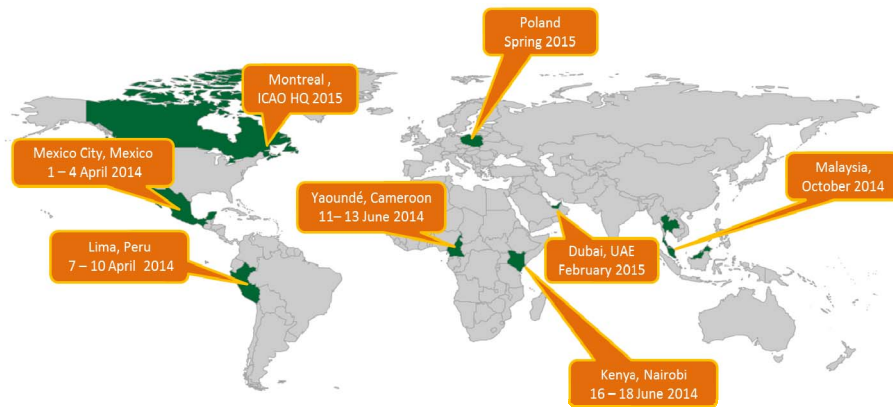 Poland
Spring 2015
Montreal ,
ICAO HQ 2015
Mexico City, Mexico
1 – 4 April 2014
Malaysia,
October 2014
Yaoundé, Cameroon
11– 13 June 2014
Lima, Peru
7 – 10 April 2014
Dubai, UAE
February 2015
Kenya, Nairobi
16 – 18 June 2014